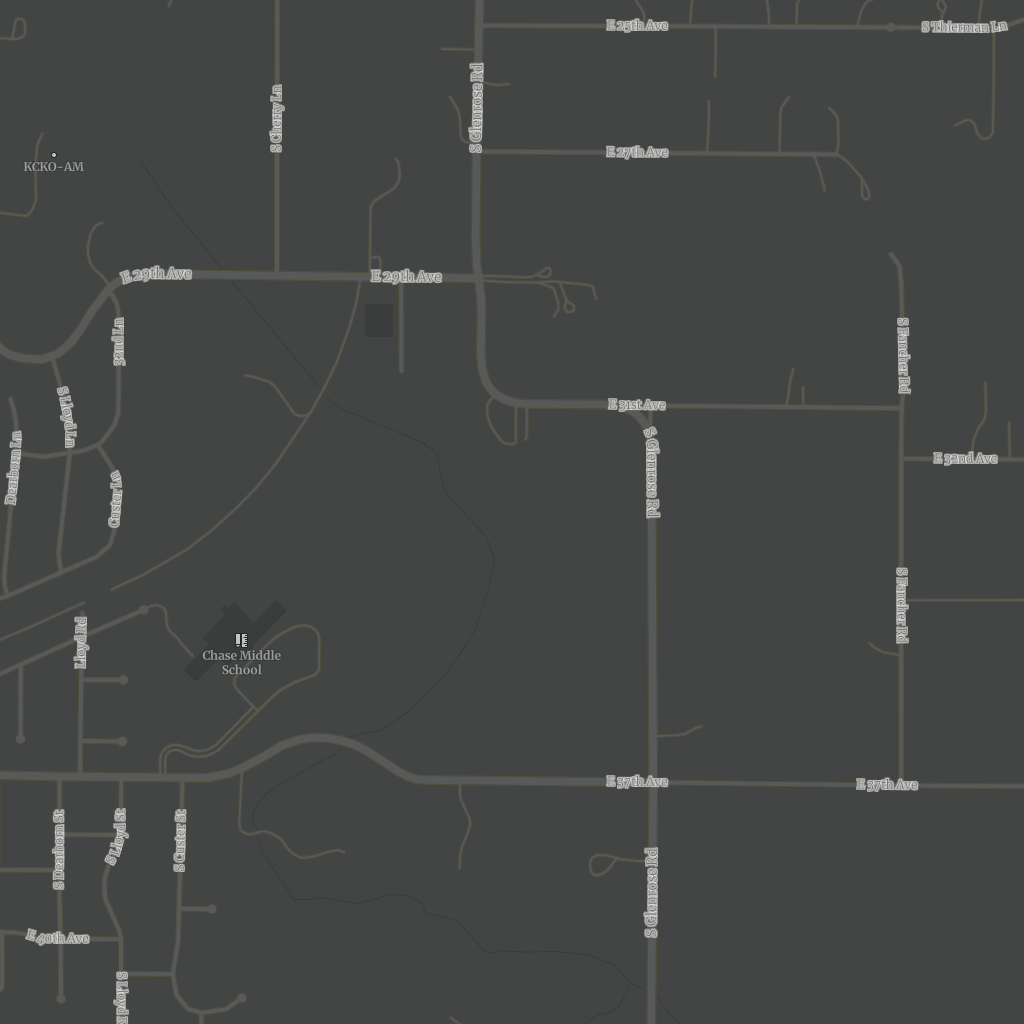 E 25th Ave
S Thierman Ln
S Cherry Ln
S Glenrose Rd
E 27th Ave
KCKO-AM
E 29th Ave
E 29th Ave
32nd Ln
S Fancher Rd
S Lloyd Ln
E 31st Ave
S Glenrose Rd
E 32nd Ave
Dearborn Ln
Custer Ln
S Fancher Rd
Lloyd Rd
Chase Middle
School
E 37th Ave
E 37th Ave
S Dearborn St
S Lloyd St
S Custer St
S Glenrose Rd
E 40th Ave
S Lloyd